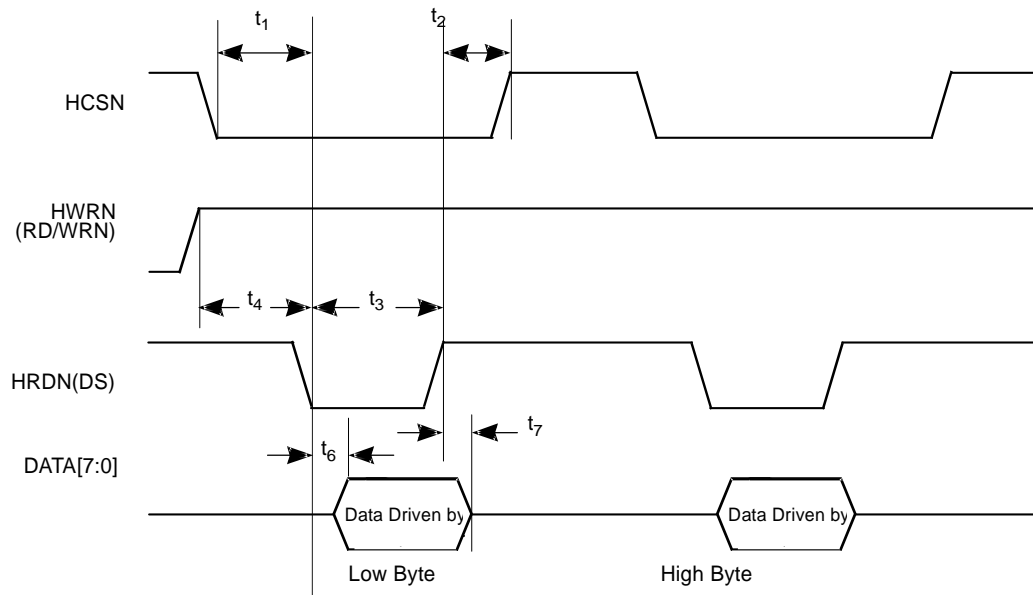 t1
t2
HCSN
HWRN
(RD/WRN)
t4
t3
HRDN(DS)
t6
t7
DATA[7:0]
Data Driven by
Data Driven by
Low Byte
High Byte